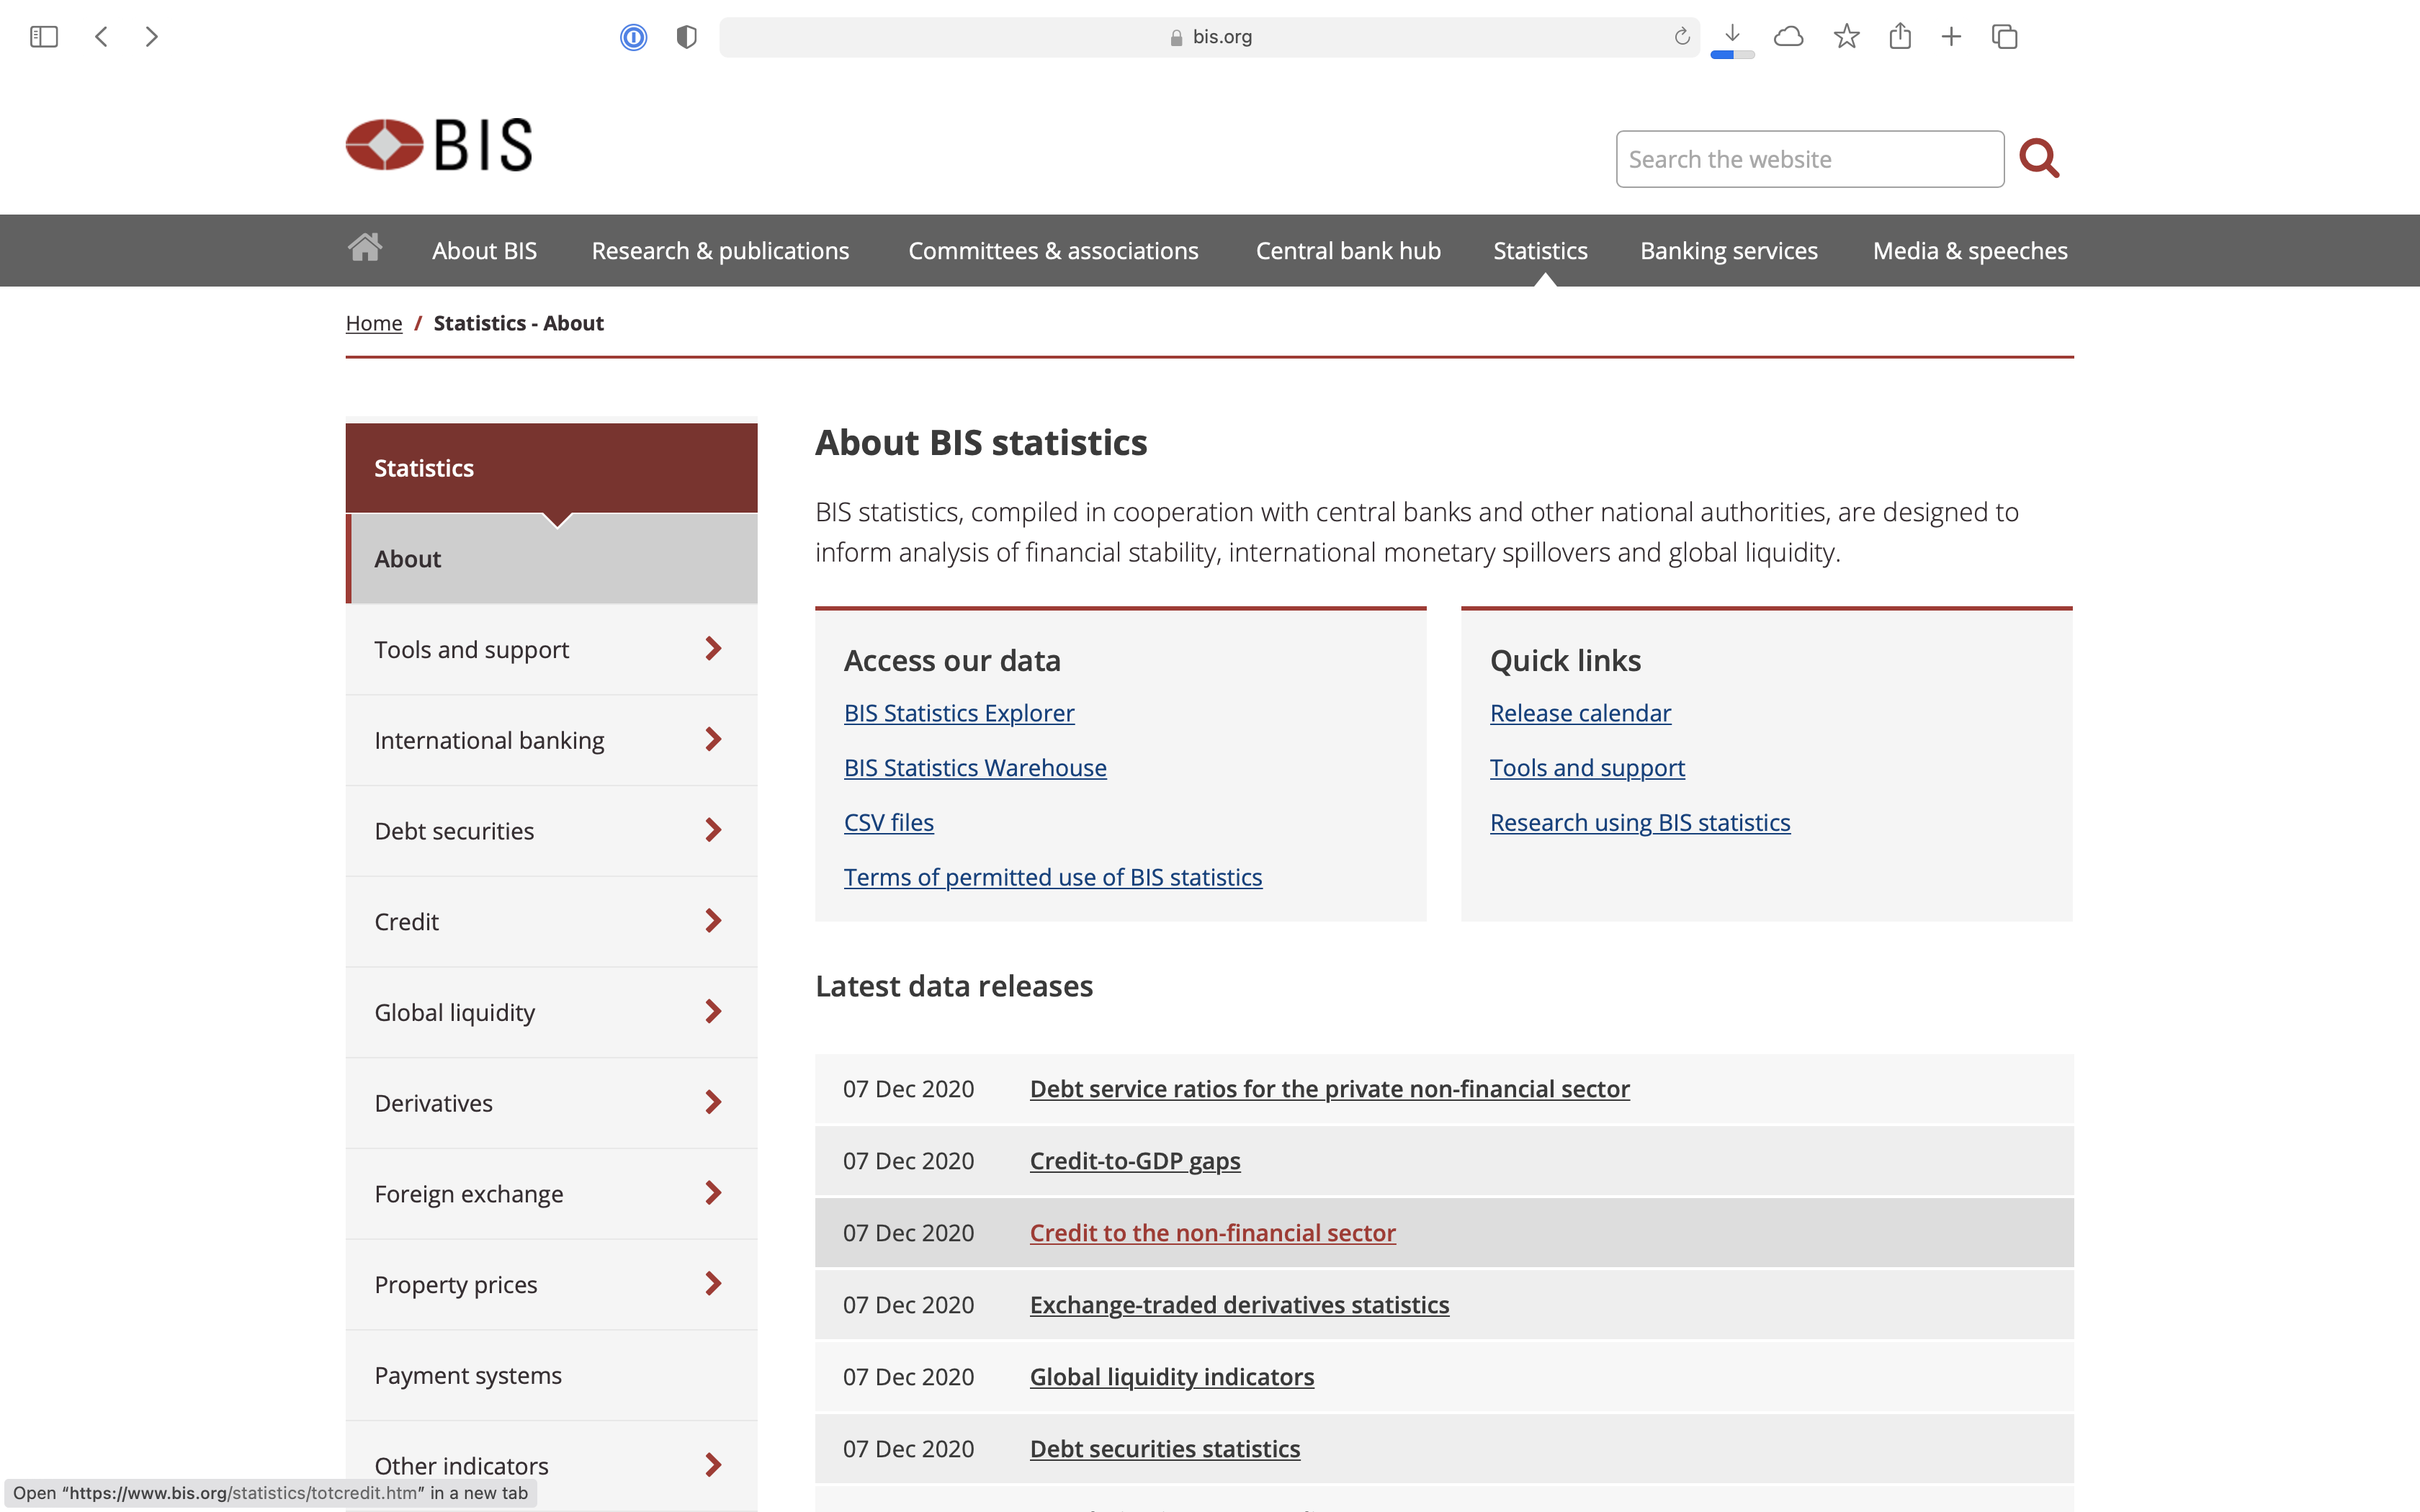 bis.org
BIS
Search the website
About BIS
Research & publications
Committees & associations
Central bank hub
Statistics
Banking services
Media & speeches
Home / Statistics - About
Statistics
About
Tools and support
International banking
Debt securities
Credit
Global liquidity
Derivatives
Foreign exchange
Property prices
Payment systems
Other indicators
About BIS statistics
BIS statistics, compiled in cooperation with central banks and other national authorities, are designed to
inform analysis of financial stability, international monetary spillovers and global liquidity.
Access our data
BIS Statistics Explorer
BIS Statistics Warehouse
CSV files
Terms of permitted use of BIS statistics
Quick links
Release calendar
Tools and support
Research using BIS statistics
Latest data releases
07 Dec 2020 Debt service ratios for the private non-financial sector
07 Dec 2020 Credit-to-GDP gaps
07 Dec 2020 Credit to the non-financial sector
07 Dec 2020 Exchange-traded derivatives statistics
07 Dec 2020 Global liquidity indicators
07 Dec 2020 Debt securities statistics
Open “https://www.bis.org/statistics/totcredit.htm” in a new tab